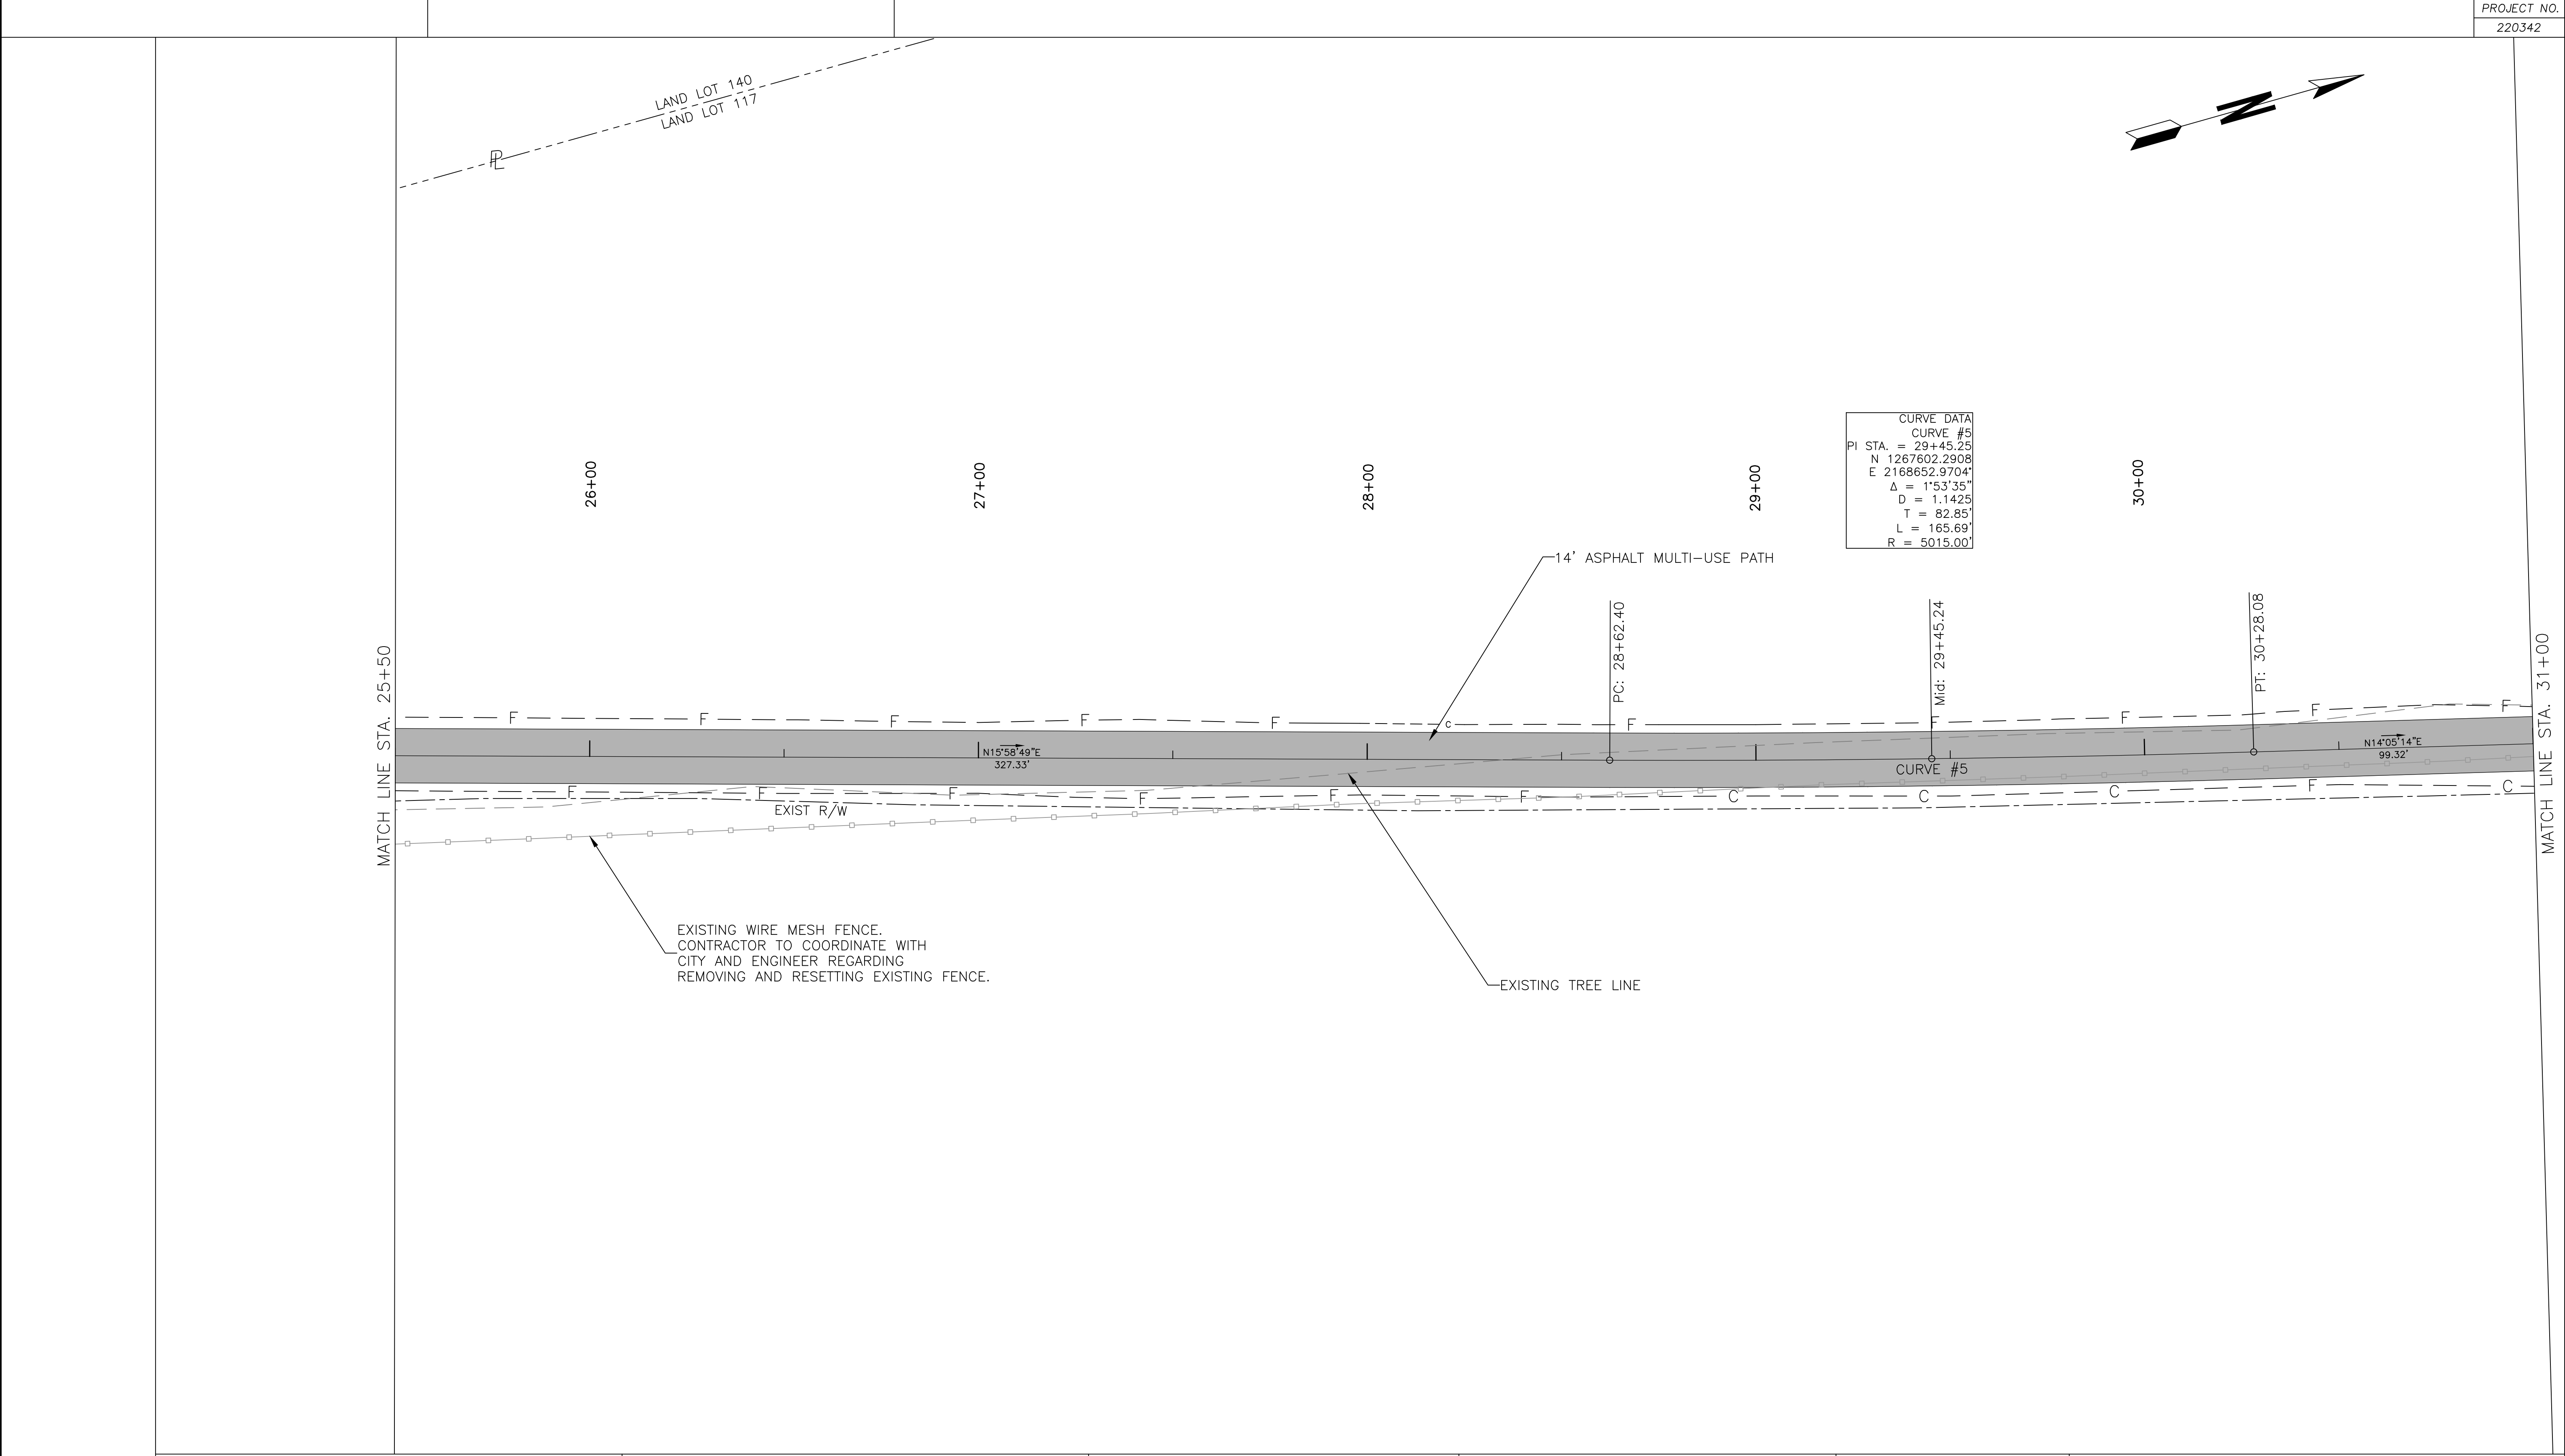 PROJECT NO.
220342
LAND LOT 140
LAND LOT 117
PL
N
CURVE DATA
CURVE #5
PI STA. = 29+45.25
N 1267602.2908
E 2168652.9704"
Δ = 1°53'35"
D = 1.1425
T = 82.85'
L = 165.69'
R = 5015.00'
26+00
27+00
28+00
29+00
30+00
14' ASPHALT MULTI-USE PATH
PC: 28+62.40
Mid: 29+45.24
PT: 30+28.08
MATCH LINE STA. 25+50
MATCH LINE STA. 31+00
F F F F F c F F F F F
N15°58'49"E
327.33'
N14°05'14"E
99.32'
CURVE #5
F F F F F F C C C F C
EXIST R/W
EXISTING WIRE MESH FENCE.
CONTRACTOR TO COORDINATE WITH
CITY AND ENGINEER REGARDING
REMOVING AND RESETTING EXISTING FENCE.
EXISTING TREE LINE